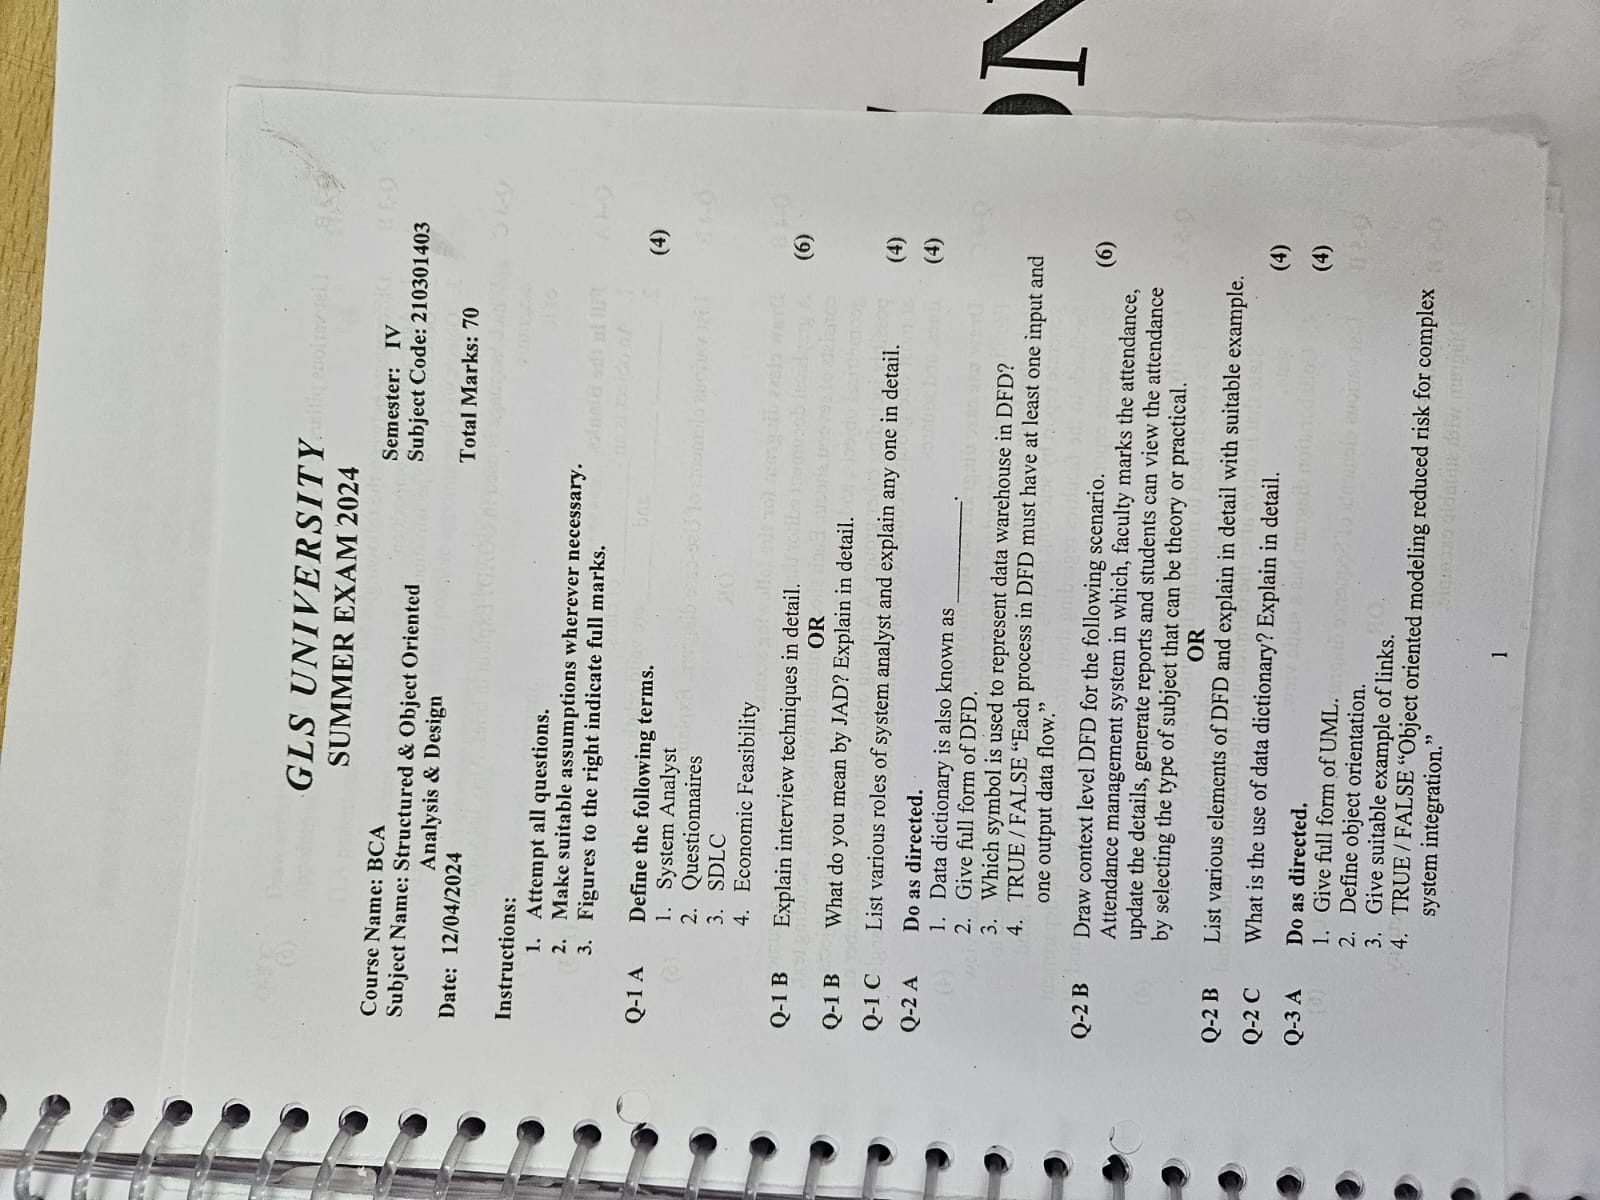 GLS UNIVERSITY
SUMMER EXAM 2024
Course Name: BCA
Semester: IV
Subject Name: Structured & Object Oriented
Analysis & Design
Subject Code: 210301403
Date: 12/04/2024
Total Marks: 70
Instructions:
1. Attempt all questions.
2. Make suitable assumptions wherever necessary.
3. Figures to the right indicate full marks.
Q-1 A Define the following terms. (4)
1. System Analyst
2. Questionnaires
3. SDLC
4. Economic Feasibility
Q-1 B Explain interview techniques in detail. (6)
OR
Q-1 B What do you mean by JAD? Explain in detail.
Q-1 C List various roles of system analyst and explain any one in detail. (4)
Q-2 A Do as directed. (4)
1. Data dictionary is also known as __________.
2. Give full form of DFD.
3. Which symbol is used to represent data warehouse in DFD?
4. TRUE / FALSE “Each process in DFD must have at least one input and
one output data flow.”
Q-2 B Draw context level DFD for the following scenario. (6)
Attendance management system in which, faculty marks the attendance,
update the details, generate reports and students can view the attendance
by selecting the type of subject that can be theory or practical.
OR
Q-2 B List various elements of DFD and explain in detail with suitable example.
Q-2 C What is the use of data dictionary? Explain in detail. (4)
Q-3 A Do as directed. (4)
1. Give full form of UML.
2. Define object orientation.
3. Give suitable example of links.
4. TRUE / FALSE “Object oriented modeling reduced risk for complex
system integration.”
1
ON